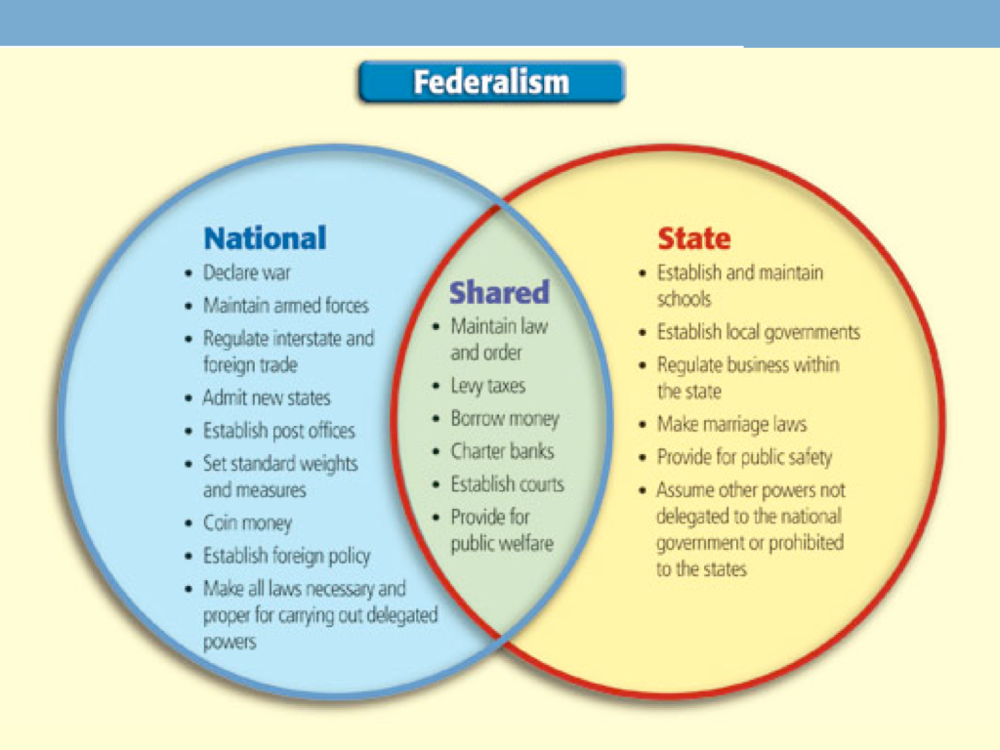 Federalism
National
• Declare war
• Maintain armed forces
• Regulate interstate and
foreign trade
• Admit new states
• Establish post offices
• Set standard weights
and measures
• Coin money
• Establish foreign policy
• Make all laws necessary and
proper for carrying out delegated
powers
Shared
• Maintain law
and order
• Levy taxes
• Borrow money
• Charter banks
• Establish courts
• Provide for
public welfare
State
• Establish and maintain
schools
• Establish local governments
• Regulate business within
the state
• Make marriage laws
• Provide for public safety
• Assume other powers not
delegated to the national
government or prohibited
to the states